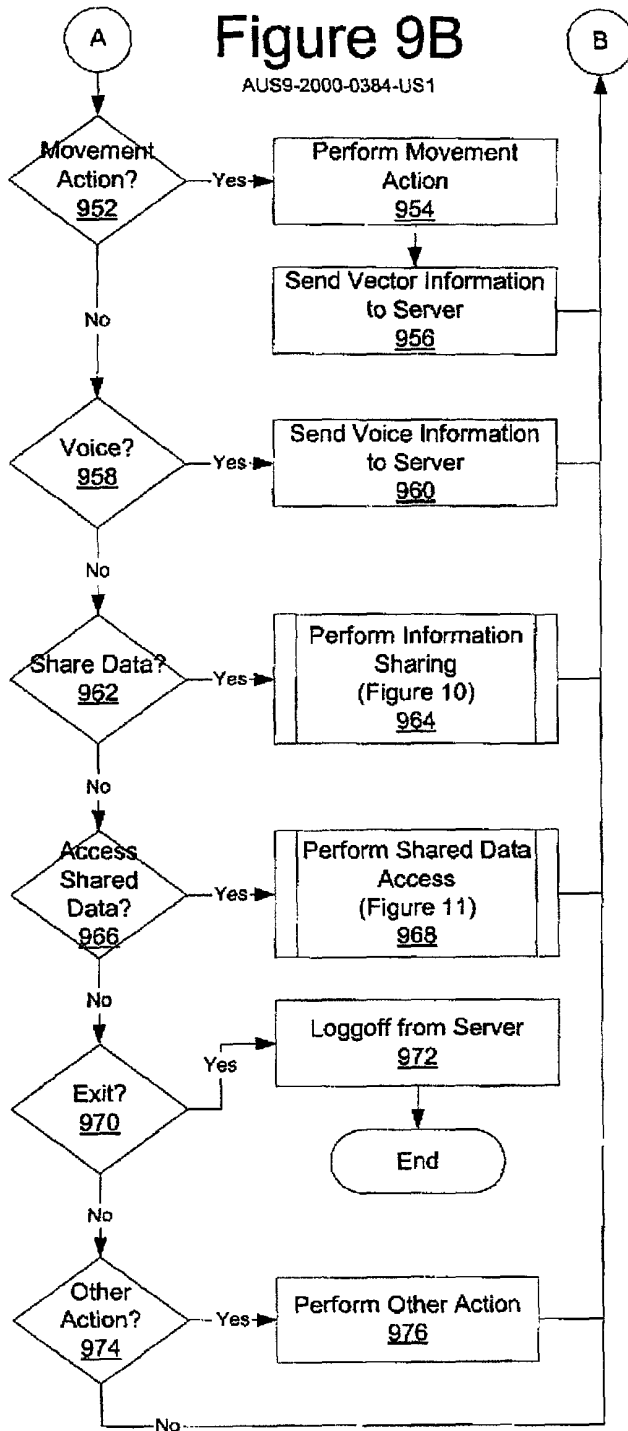 A
Figure 9B
B
AUS9-2000-0384-US1
Movement
Action?
952
Yes
Perform Movement
Action
954
Send Vector Information
to Server
956
No
Voice?
958
Yes
Send Voice Information
to Server
960
No
Share Data?
962
Yes
Perform Information
Sharing
(Figure 10)
964
No
Access
Shared
Data?
966
Yes
Perform Shared Data
Access
(Figure 11)
968
No
Exit?
970
Yes
Loggoff from Server
972
End
No
Other
Action?
974
Yes
Perform Other Action
976
No